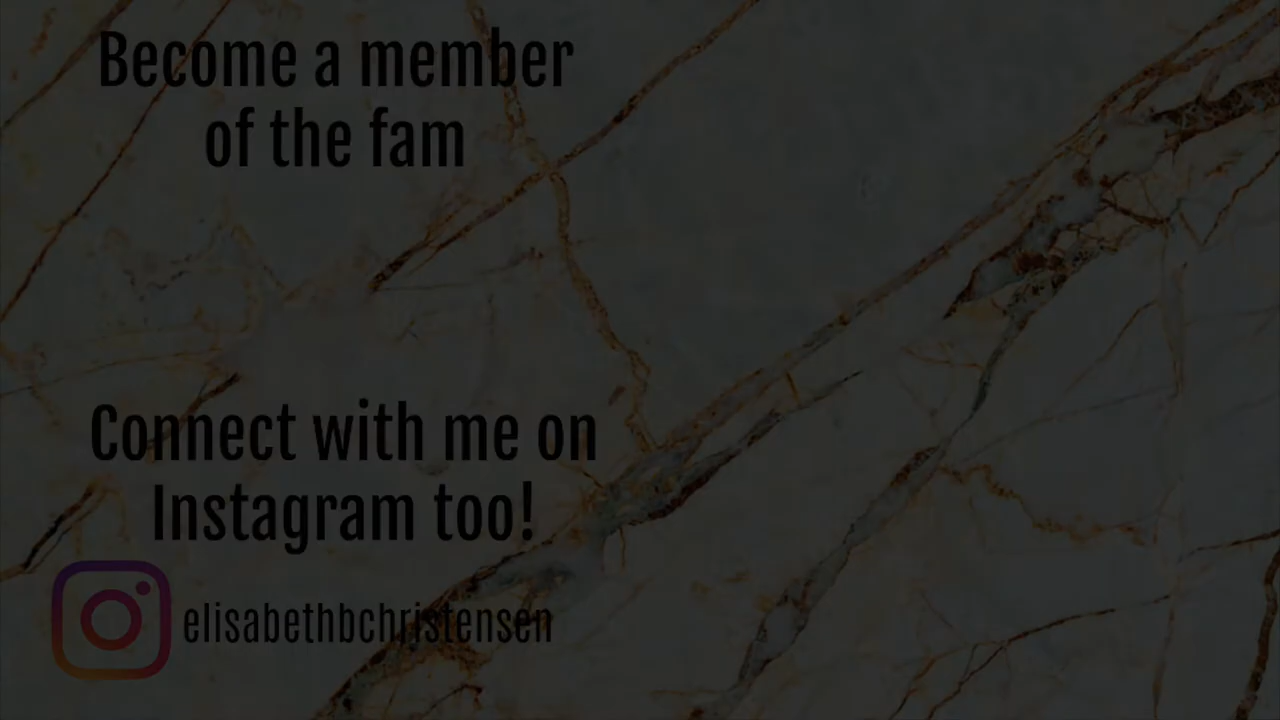 Become a member
of the fam
Connect with me on
Instagram too!
elisabethbchristensen